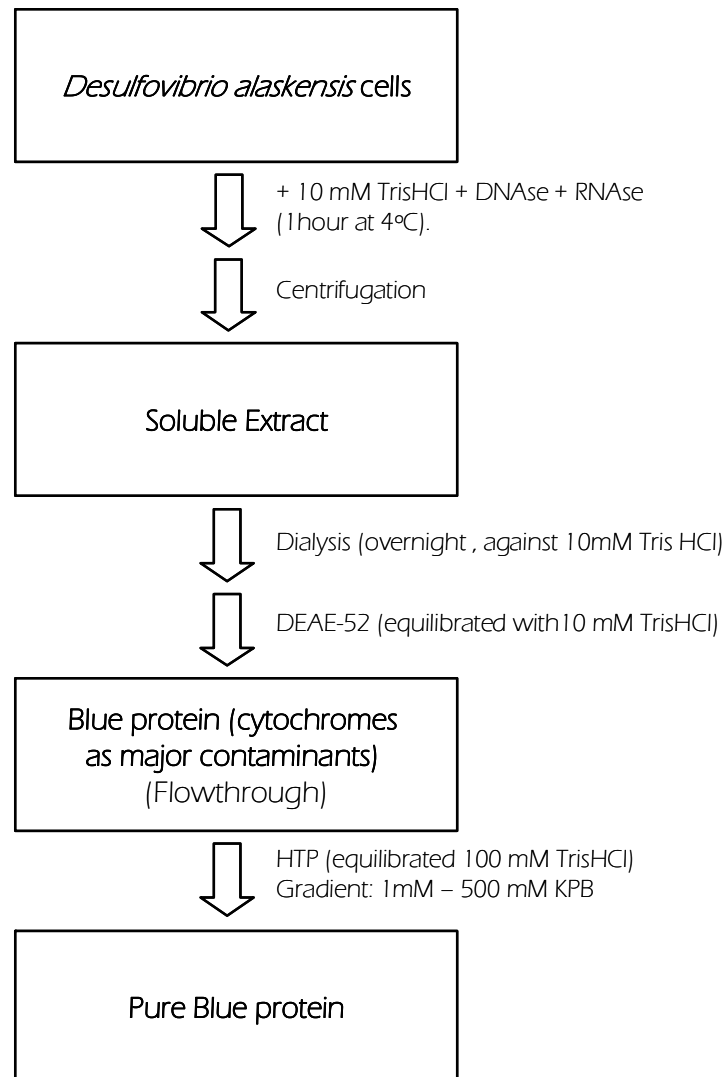 Desulfovibrio alaskensis cells
+ 10 mM TrisHCl + DNAse + RNAse
(1hour at 4ºC).
Centrifugation
Soluble Extract
Dialysis (overnight , against 10mM Tris HCl)
DEAE-52 (equilibrated with10 mM TrisHCl)
Blue protein (cytochromes
as major contaminants)
(Flowthrough)
HTP (equilibrated 100 mM TrisHCl)
Gradient: 1mM – 500 mM KPB
Pure Blue protein